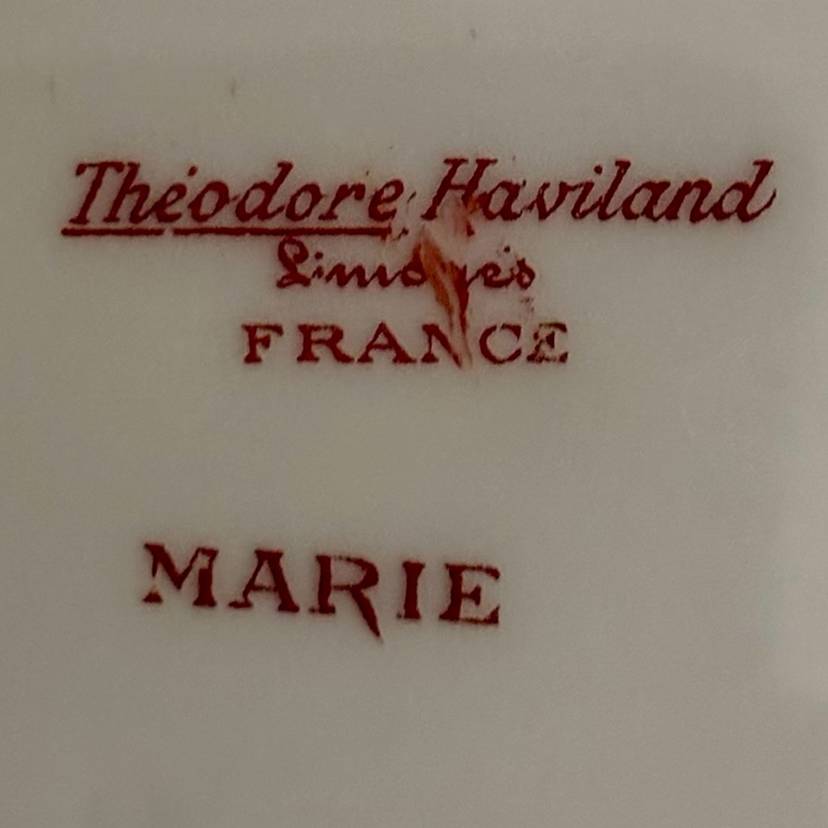 Théodore Haviland
Limoges
FRANCE
MARIE